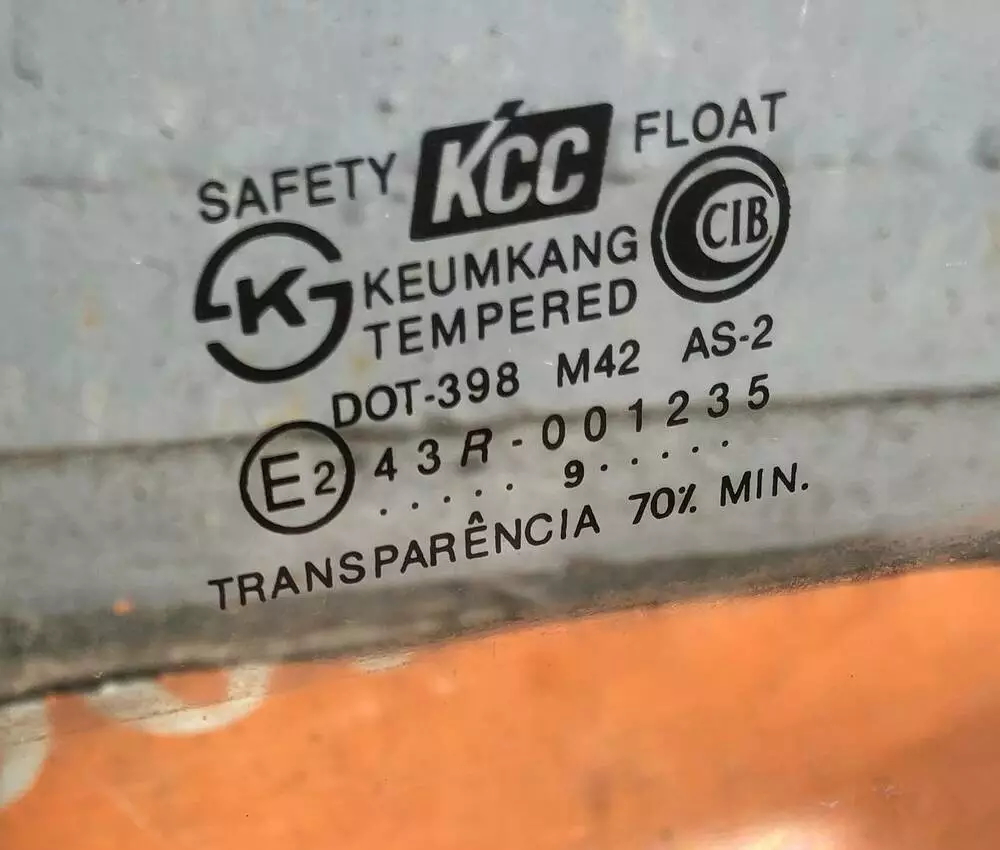 SAFETY KCC FLOAT
K KEUMKANG CIB
TEMPERED
DOT-398 M42 AS-2
E2 43R-001235
. . . . . 9 . . . . .
TRANSPARÊNCIA 70% MIN.